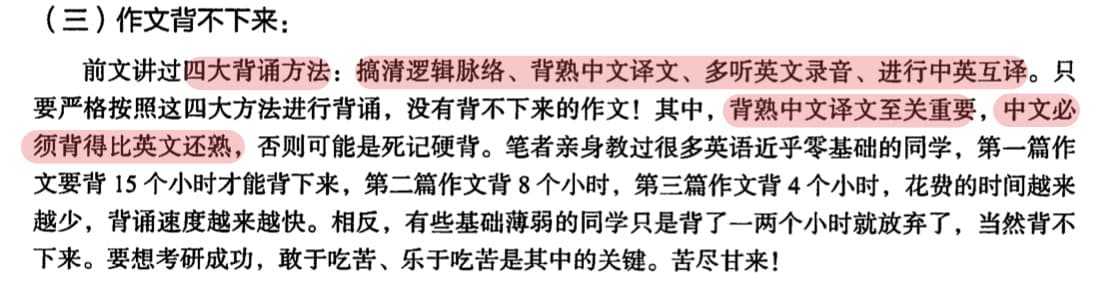 （三）作文背不下来：
前文讲过四大背诵方法：搞清逻辑脉络、背熟中文译文、多听英文录音、进行中英互译。只
要严格按照这四大方法进行背诵，没有背不下来的作文！其中，背熟中文译文至关重要，中文必
须背得比英文还熟，否则可能是死记硬背。笔者亲身教过很多英语近乎零基础的同学，第一篇作
文要背 15 个小时才能背下来，第二篇作文背 8 个小时，第三篇作文背 4 个小时，花费的时间越来
越少，背诵速度越来越快。相反，有些基础薄弱的同学只是背了一两个小时就放弃了，当然背不
下来。要想考研成功，敢于吃苦、乐于吃苦是其中的关键。苦尽甘来！